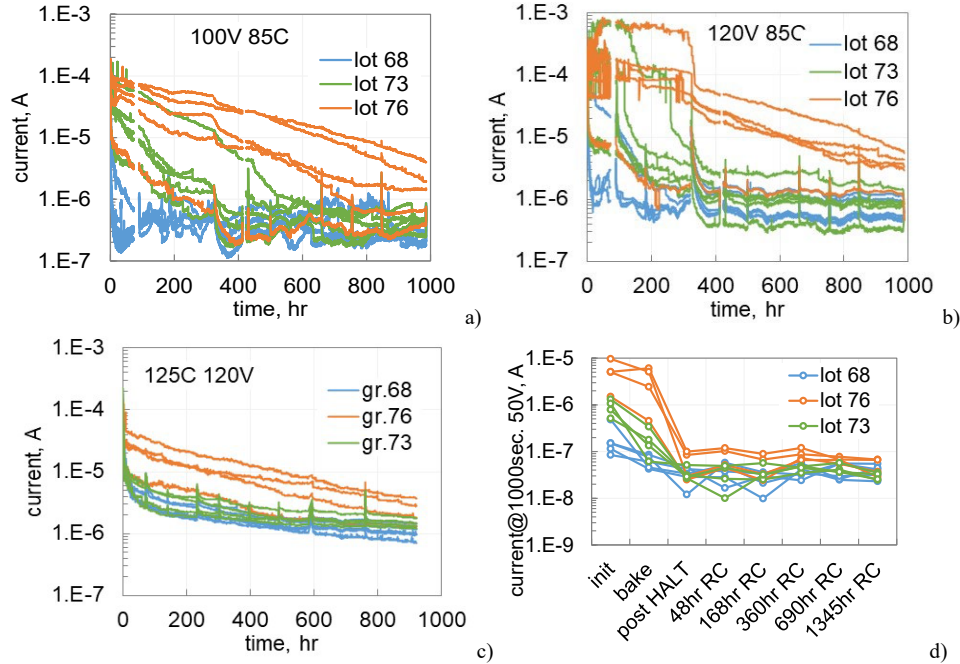 100V 85C
lot 68
lot 73
lot 76
current, A
1.E-3
1.E-4
1.E-5
1.E-6
1.E-7
0
200
400
600
800
1000
time, hr
a)
120V 85C
lot 68
lot 73
lot 76
current, A
1.E-3
1.E-4
1.E-5
1.E-6
1.E-7
0
200
400
600
800
1000
time, hr
b)
125C 120V
gr.68
gr.76
gr.73
current, A
1.E-3
1.E-4
1.E-5
1.E-6
1.E-7
0
200
400
600
800
1000
time, hr
c)
lot 68
lot 76
lot 73
current@1000sec. 50V, A
1.E-5
1.E-6
1.E-7
1.E-8
1.E-9
init
bake
post HALT
48hr RC
168hr RC
360hr RC
690hr RC
1345hr RC
d)